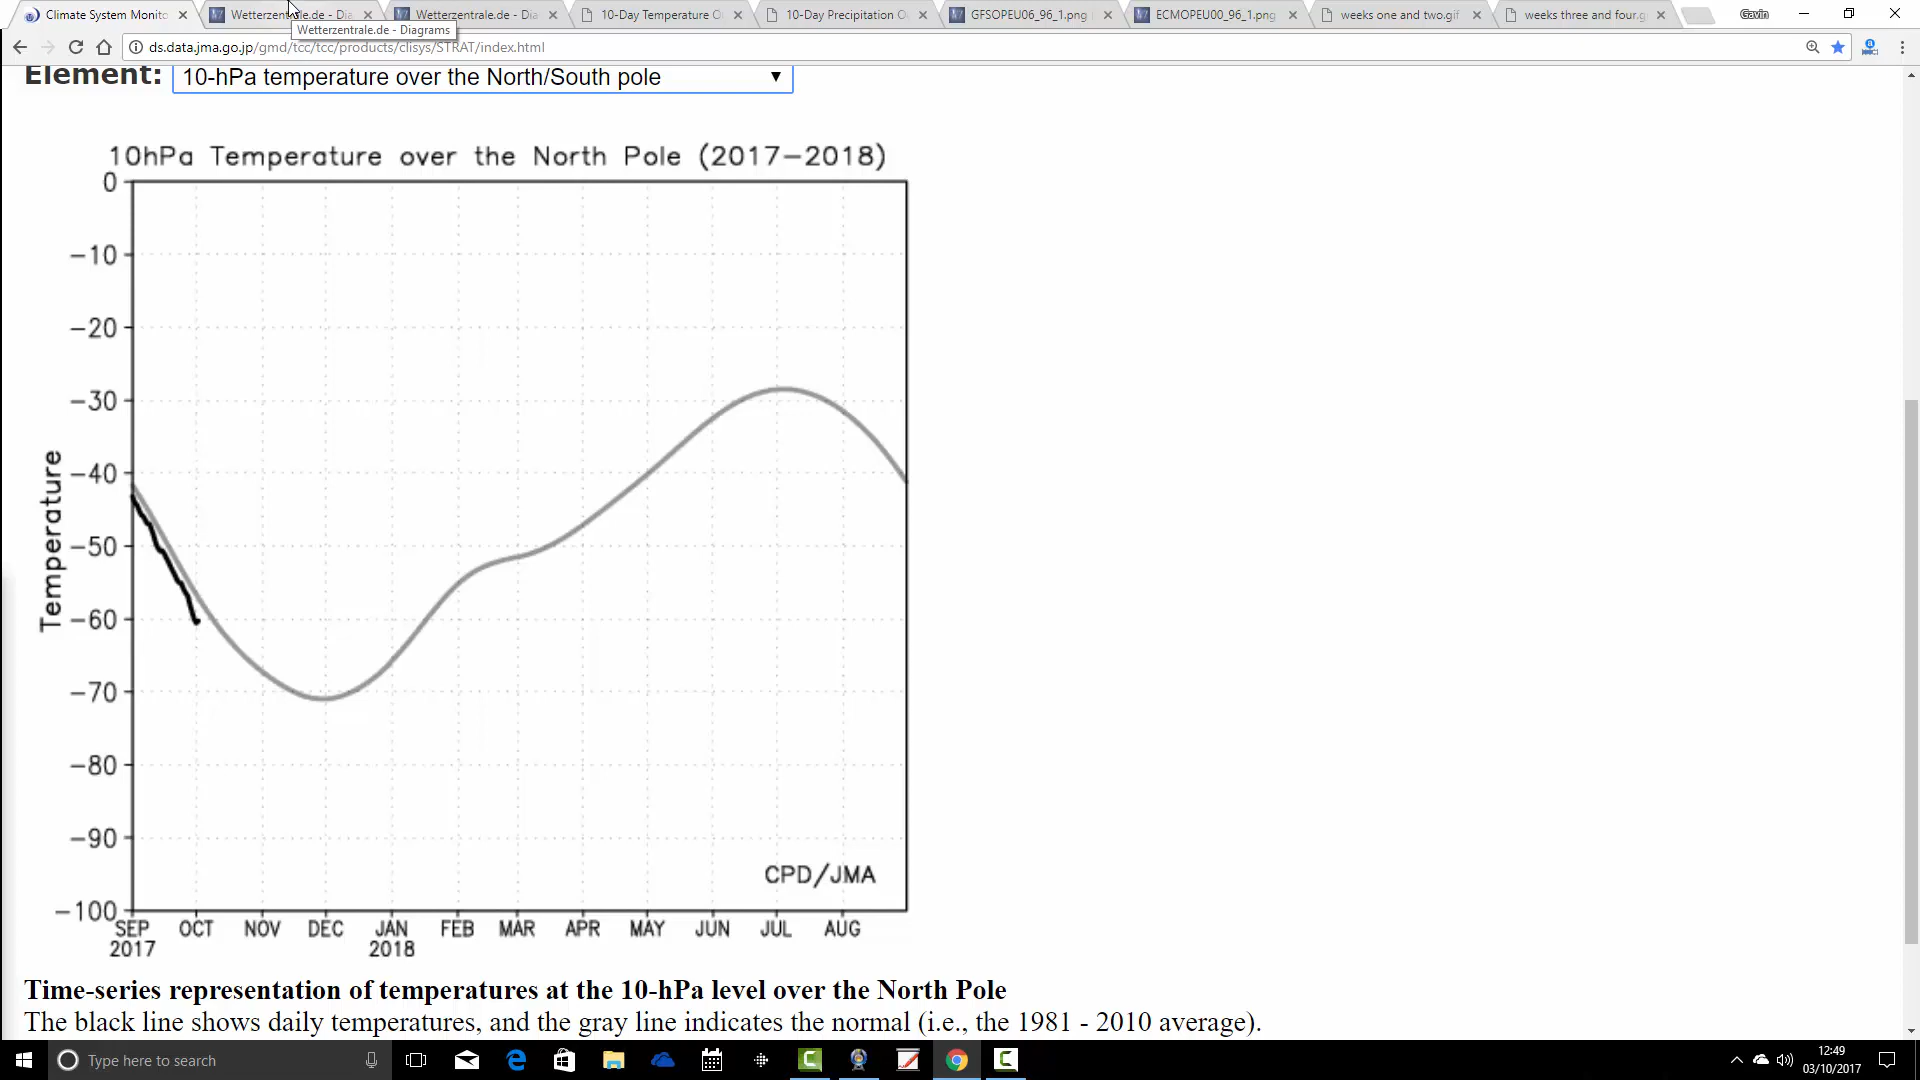 Climate System Monito
Wetterzentrale.de - Dia
Wetterzentrale.de - Dia
10-Day Temperature O
10-Day Precipitation O
GFSOPEU06_96_1.png
ECMOPEU00_96_1.png
weeks one and two.gif
weeks three and four.g
Gavin
Wetterzentrale.de - Diagrams
ds.data.jma.go.jp/gmd/tcc/tcc/products/clisys/STRAT/index.html
Element: 10-hPa temperature over the North/South pole
10hPa Temperature over the North Pole (2017-2018)
0
-10
-20
-30
-40
-50
-60
-70
-80
-90
-100
Temperature
CPD/JMA
SEP OCT NOV DEC JAN FEB MAR APR MAY JUN JUL AUG
2017 2018
Time-series representation of temperatures at the 10-hPa level over the North Pole
The black line shows daily temperatures, and the gray line indicates the normal (i.e., the 1981 - 2010 average).
Type here to search
12:49
03/10/2017